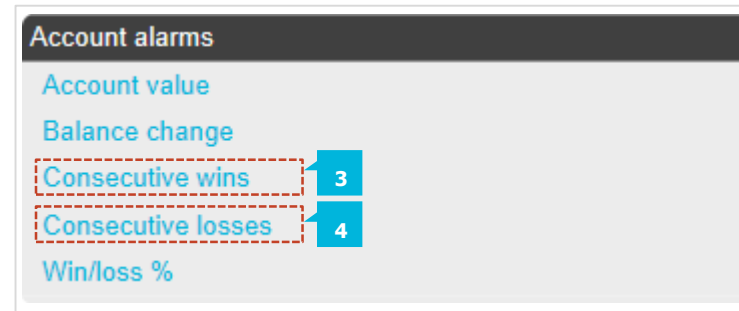 Account alarms
Account value
Balance change
Consecutive wins
3
Consecutive losses
4
Win/loss %